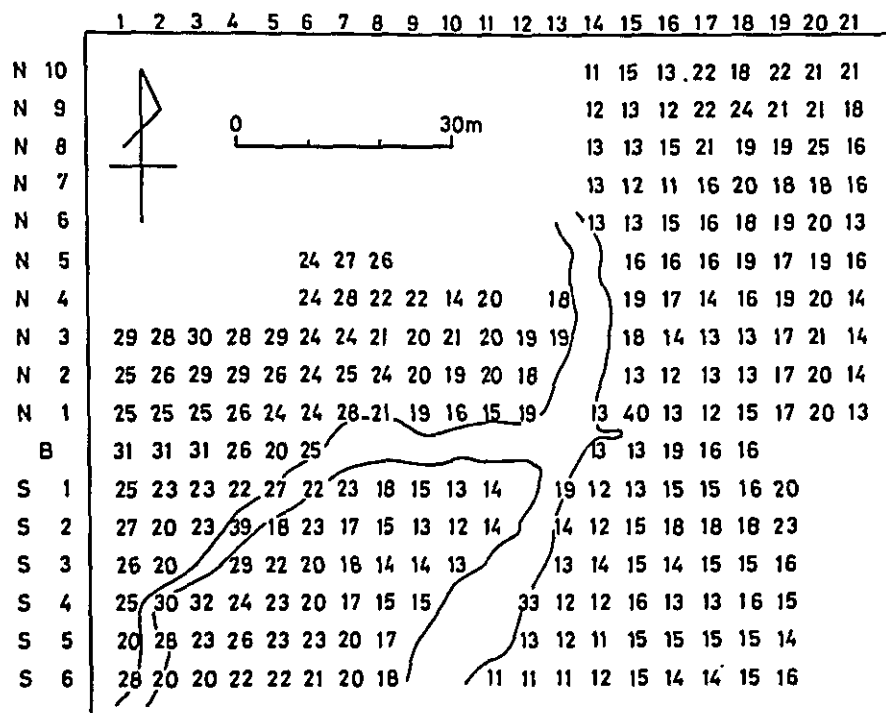 1 2 3 4 5 6 7 8 9 10 11 12 13 14 15 16 17 18 19 20 21
N 10 11 15 13 .22 18 22 21 21
N 9 12 13 12 22 24 21 21 18
0 30m
N 8 13 13 15 21 19 19 25 16
N 7 13 12 11 16 20 18 18 16
N 6 13 13 15 16 18 19 20 13
N 5 24 27 26 16 16 16 19 17 19 16
N 4 24 28 22 22 14 20 18 19 17 14 16 19 20 14
N 3 29 28 30 28 29 24 24 21 20 21 20 19 19 18 14 13 13 17 21 14
N 2 25 26 29 29 26 24 25 24 20 19 20 18 13 12 13 13 17 20 14
N 1 25 25 25 26 24 24 28 21 19 16 15 19 13 40 13 12 15 17 20 13
B 31 31 31 26 20 25 13 13 19 16 16
S 1 25 23 23 22 27 22 23 18 15 13 14 19 12 13 15 15 16 20
S 2 27 20 23 39 18 23 17 15 13 12 14 14 12 15 18 18 18 23
S 3 26 20 29 22 20 18 14 14 13 13 14 15 14 15 15 16
S 4 25 30 32 24 23 20 17 15 15 33 12 12 16 13 13 16 15
S 5 20 28 23 26 23 23 20 17 13 12 11 15 15 15 15 14
S 6 28 20 20 22 22 21 20 18 11 11 11 12 15 14 14 15 16